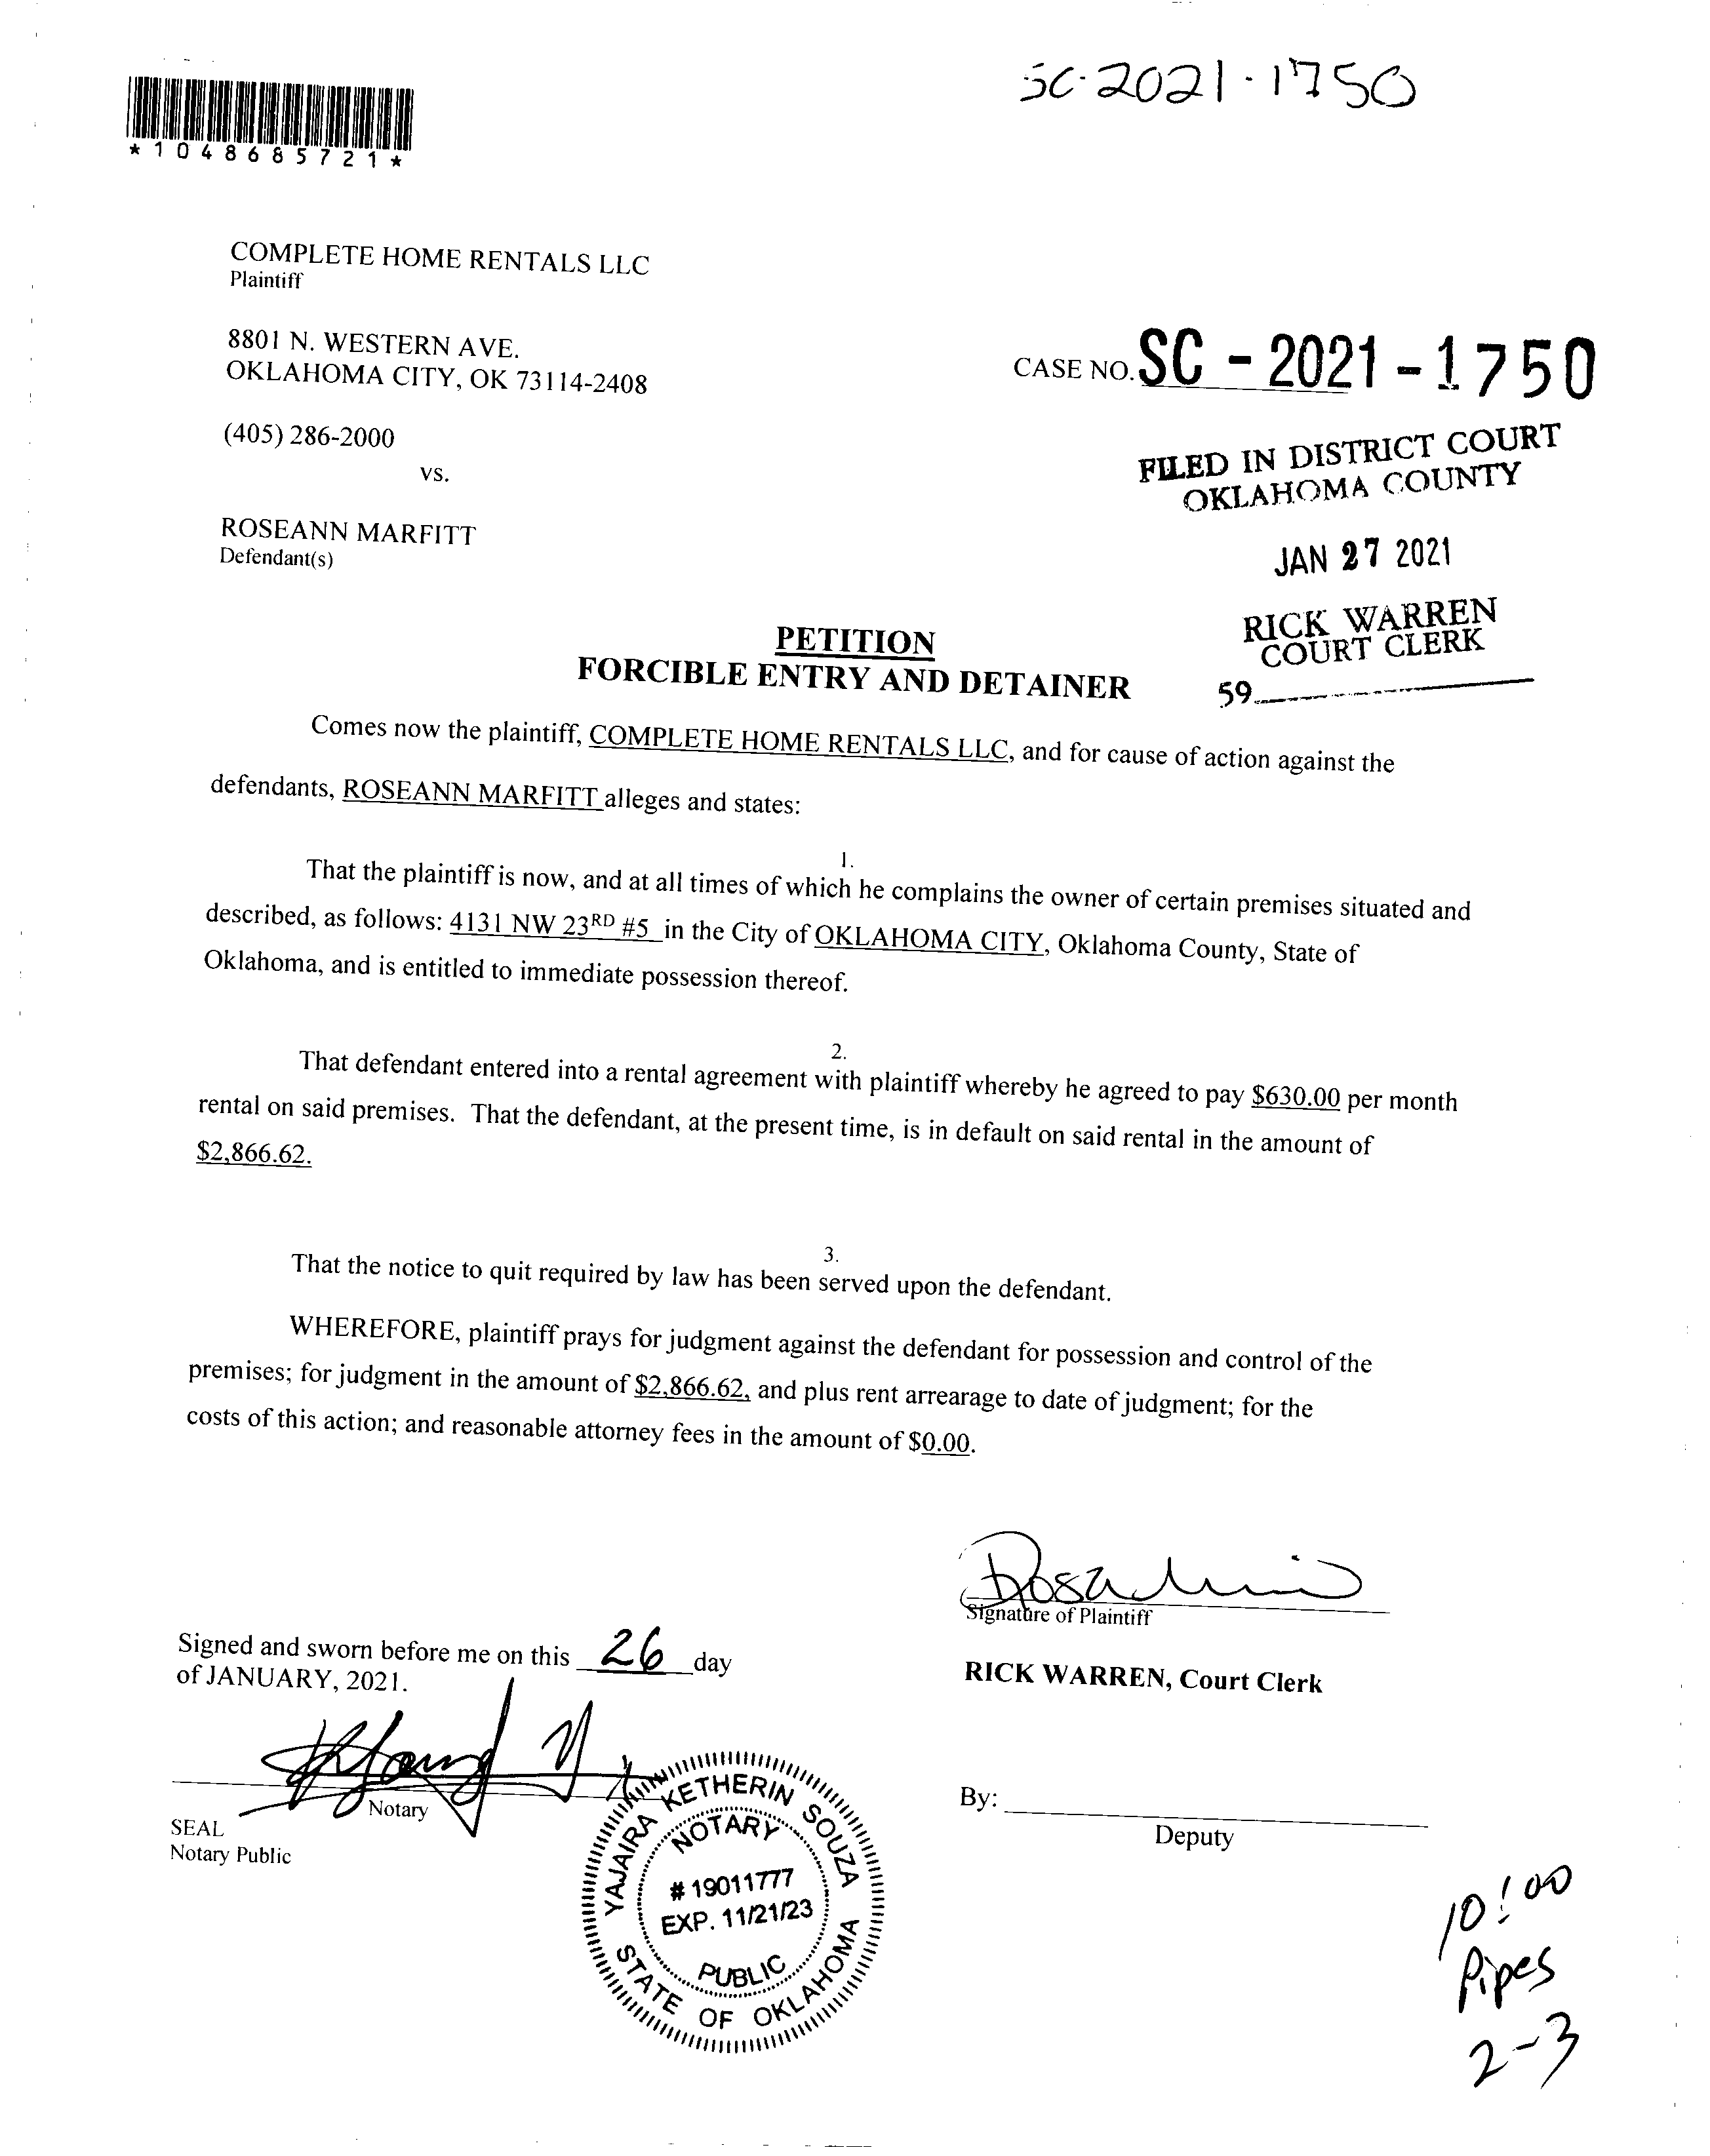 SC-2021-1750
*1048685721*
COMPLETE HOME RENTALS LLC
Plaintiff
8801 N. WESTERN AVE.
OKLAHOMA CITY, OK 73114-2408
CASE NO. SC - 2021 - 1750
(405) 286-2000
vs.
FILED IN DISTRICT COURT
OKLAHOMA COUNTY
ROSEANN MARFITT
Defendant(s)
JAN 27 2021
RICK WARREN
COURT CLERK
59
PETITION
FORCIBLE ENTRY AND DETAINER
Comes now the plaintiff, COMPLETE HOME RENTALS LLC, and for cause of action against the
defendants, ROSEANN MARFITT alleges and states:
1.
That the plaintiff is now, and at all times of which he complains the owner of certain premises situated and
described, as follows: 4131 NW 23RD #5 in the City of OKLAHOMA CITY, Oklahoma County, State of
Oklahoma, and is entitled to immediate possession thereof.
2.
That defendant entered into a rental agreement with plaintiff whereby he agreed to pay $630.00 per month
rental on said premises. That the defendant, at the present time, is in default on said rental in the amount of
$2,866.62.
3.
That the notice to quit required by law has been served upon the defendant.
WHEREFORE, plaintiff prays for judgment against the defendant for possession and control of the
premises; for judgment in the amount of $2,866.62, and plus rent arrearage to date of judgment; for the
costs of this action; and reasonable attorney fees in the amount of $0.00.
Signature of Plaintiff
Signed and sworn before me on this 26 day
of JANUARY, 2021.
RICK WARREN, Court Clerk
Notary
SEAL
Notary Public
By:
Deputy
YAJAIRA KETHERIN SOUZA
NOTARY
# 19011777
EXP. 11/21/23
PUBLIC
STATE OF OKLAHOMA
10:00
Pipes
2-3